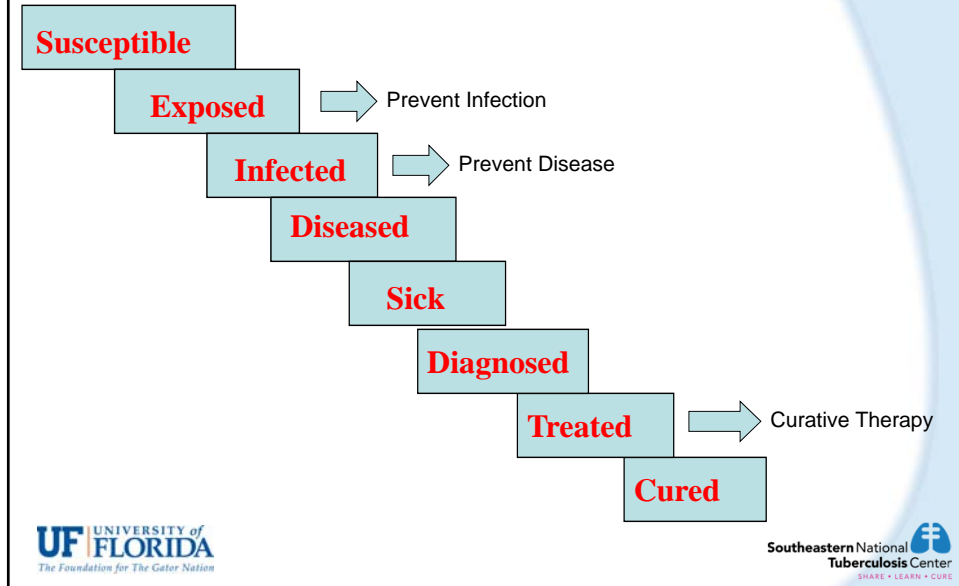 Susceptible
Exposed
Prevent Infection
Infected
Prevent Disease
Diseased
Sick
Diagnosed
Treated
Curative Therapy
Cured
UF UNIVERSITY of
FLORIDA
The Foundation for The Gator Nation
Southeastern National
Tuberculosis Center
SHARE • LEARN • CURE